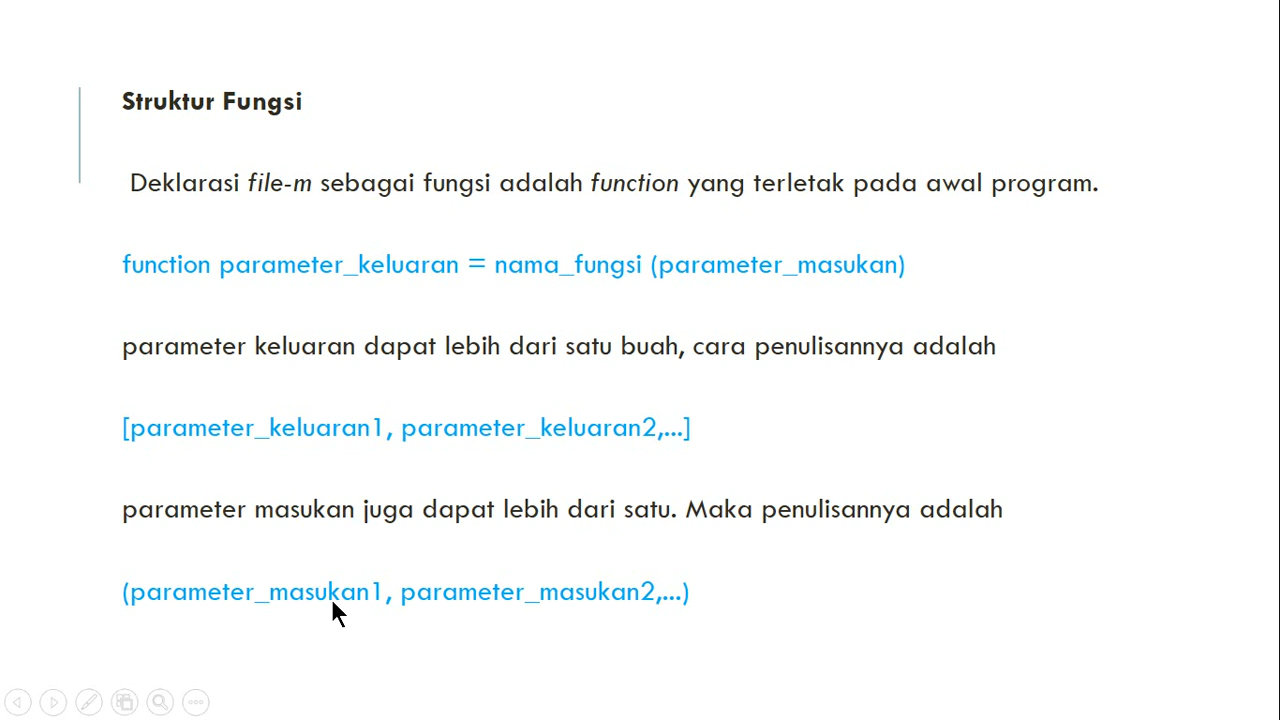 Struktur Fungsi
Deklarasi file-m sebagai fungsi adalah function yang terletak pada awal program.
function parameter_keluaran = nama_fungsi (parameter_masukan)
parameter keluaran dapat lebih dari satu buah, cara penulisannya adalah
[parameter_keluaran1, parameter_keluaran2,...]
parameter masukan juga dapat lebih dari satu. Maka penulisannya adalah
(parameter_masukan1, parameter_masukan2,...)